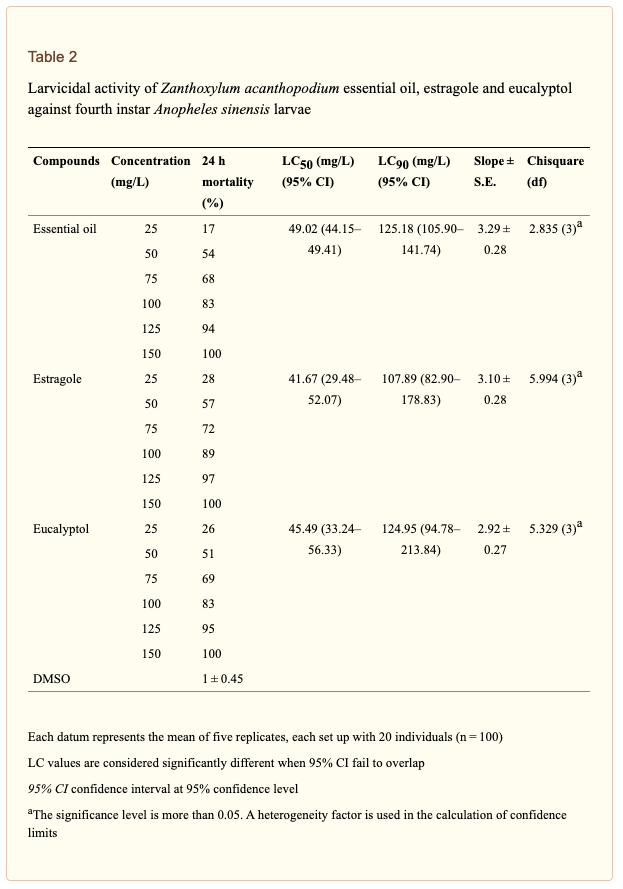 Table 2
Larvicidal activity of Zanthoxylum acanthopodium essential oil, estragole and eucalyptol
against fourth instar Anopheles sinensis larvae
Compounds Concentration (mg/L) 24 h mortality (%) LC50 (mg/L) (95% CI) LC90 (mg/L) (95% CI) Slope ± S.E. Chisquare (df)
Essential oil 25 17 49.02 (44.15–49.41) 125.18 (105.90–141.74) 3.29 ± 0.28 2.835 (3)a
50 54
75 68
100 83
125 94
150 100
Estragole 25 28 41.67 (29.48–52.07) 107.89 (82.90–178.83) 3.10 ± 0.28 5.994 (3)a
50 57
75 72
100 89
125 97
150 100
Eucalyptol 25 26 45.49 (33.24–56.33) 124.95 (94.78–213.84) 2.92 ± 0.27 5.329 (3)a
50 51
75 69
100 83
125 95
150 100
DMSO 1 ± 0.45
Each datum represents the mean of five replicates, each set up with 20 individuals (n = 100)
LC values are considered significantly different when 95% CI fail to overlap
95% CI confidence interval at 95% confidence level
aThe significance level is more than 0.05. A heterogeneity factor is used in the calculation of confidence
limits